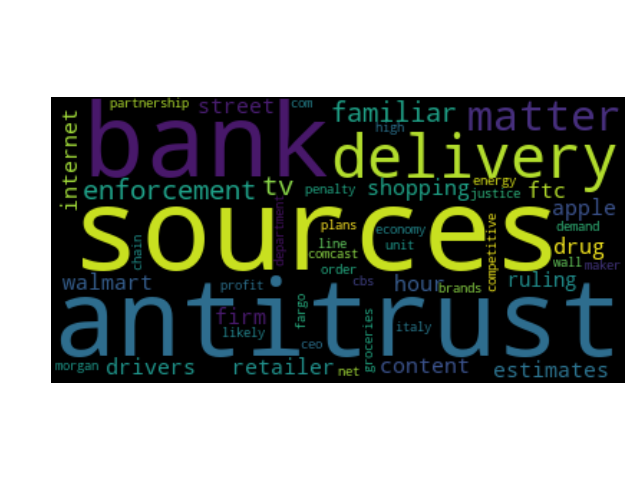 partnership street com
internet bank familiar matter
high
delivery
enforcement tv penalty shopping energy ftc
justice
sources
department plans economy competitive apple
demand
chain line unit drug
comcast wall maker
order
walmart profit cbs hour brands ruling
antitrust
firm fargo groceries italy
likely
ceo
morgan drivers retailer net content estimates